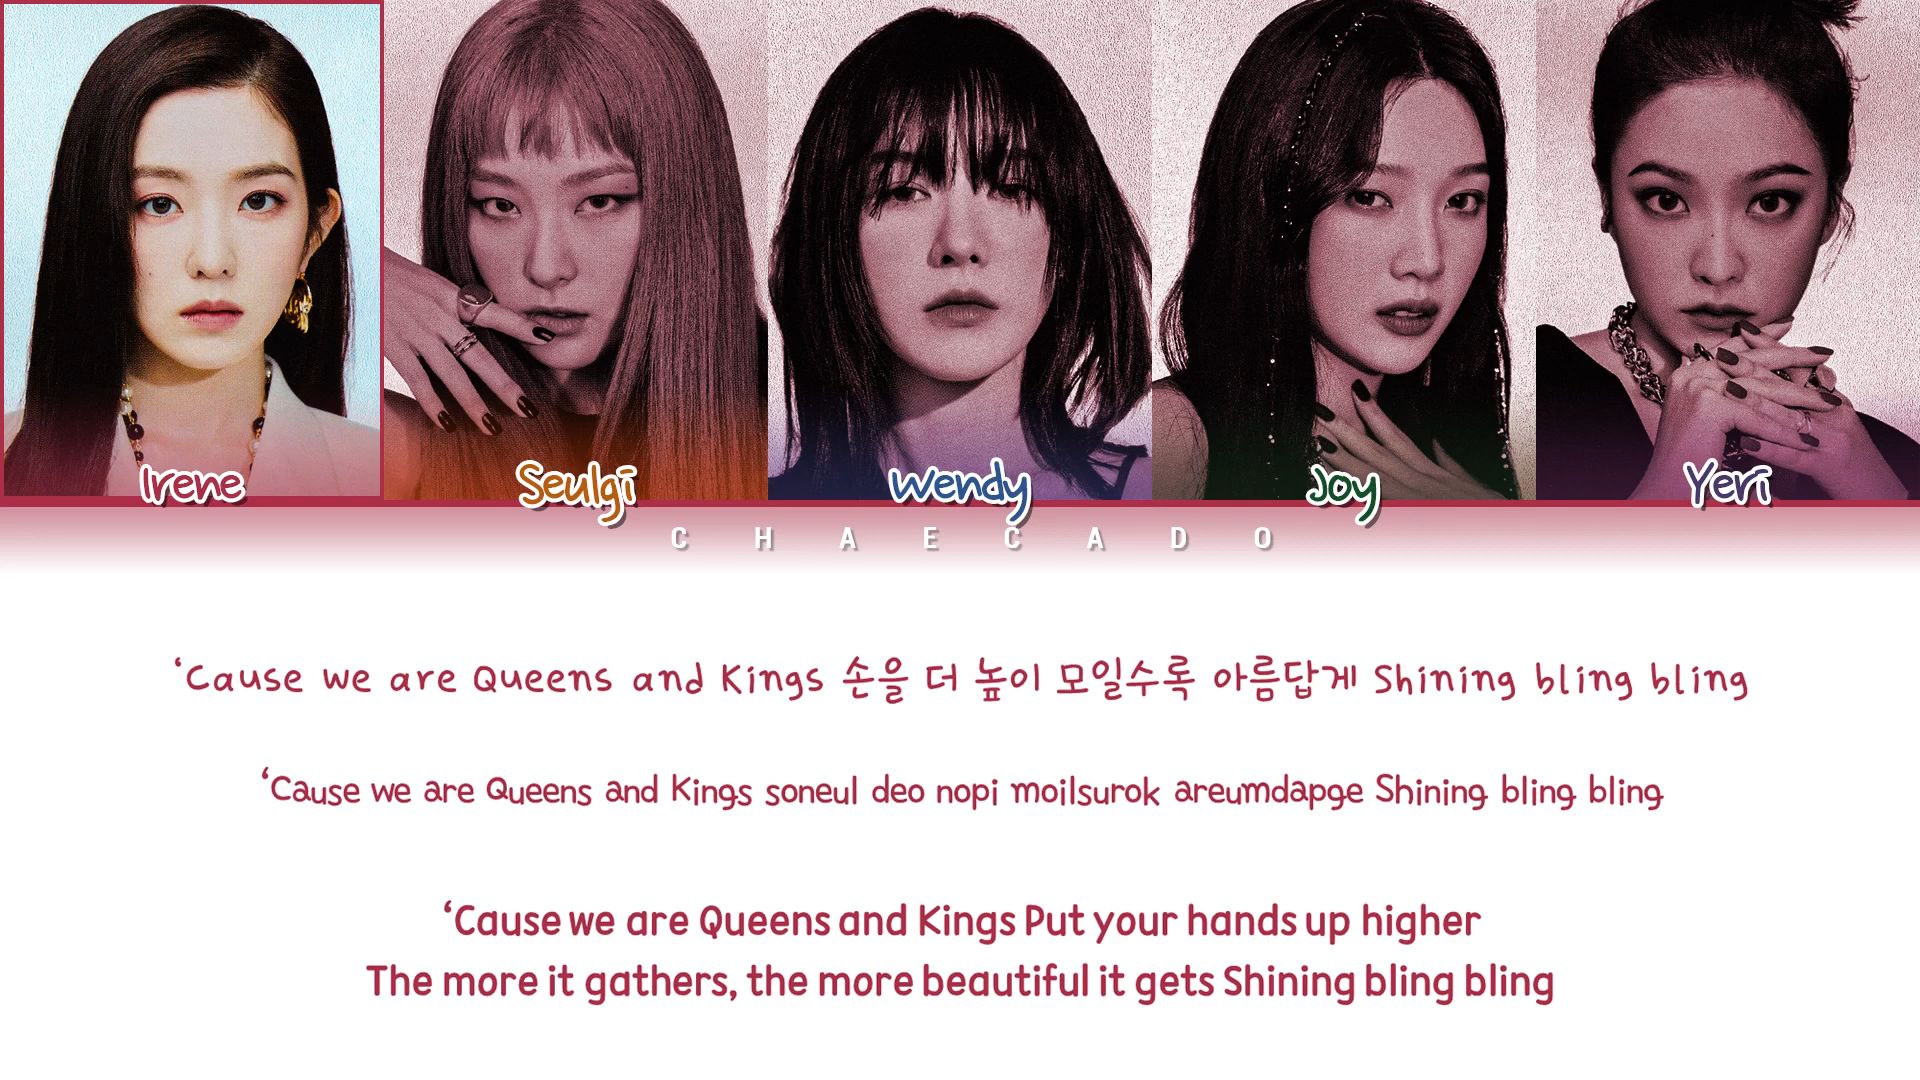 Irene
Seulgi
Wendy
Joy
Yeri
CHAECADO
‘Cause we are Queens and Kings 손을 더 높이 모일수록 아름답게 Shining bling bling
‘Cause we are Queens and Kings soneul deo nopi moilsurok areumdapge Shining bling bling
‘Cause we are Queens and Kings Put your hands up higher
The more it gathers, the more beautiful it gets Shining bling bling